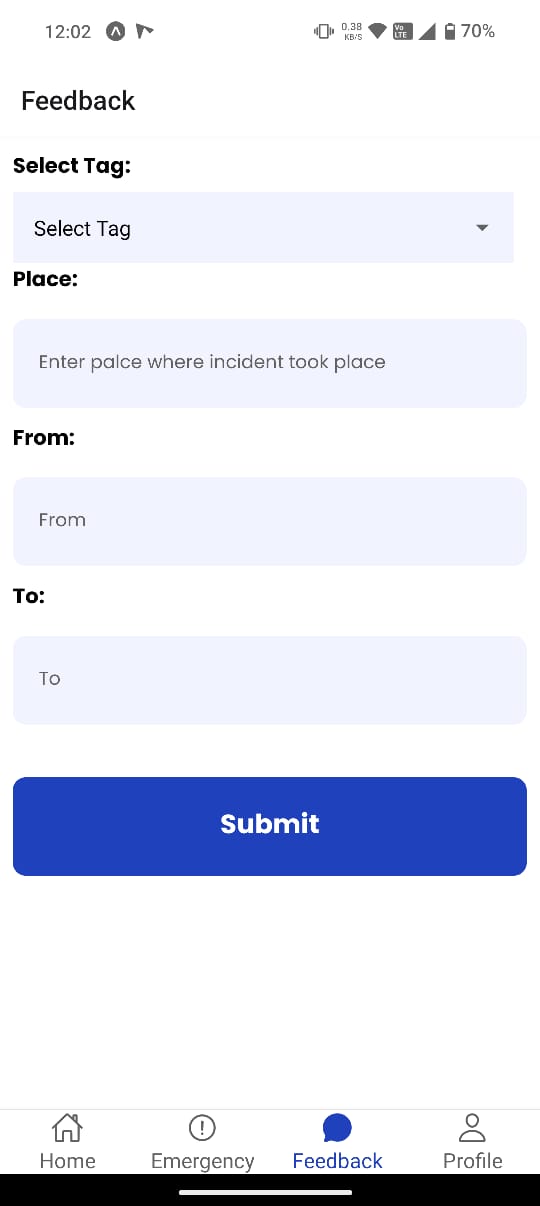 12:02
0.38 KB/S
Vo LTE
70%
Feedback
Select Tag:
Select Tag
Place:
Enter palce where incident took place
From:
From
To:
To
Submit
Home Emergency Feedback Profile